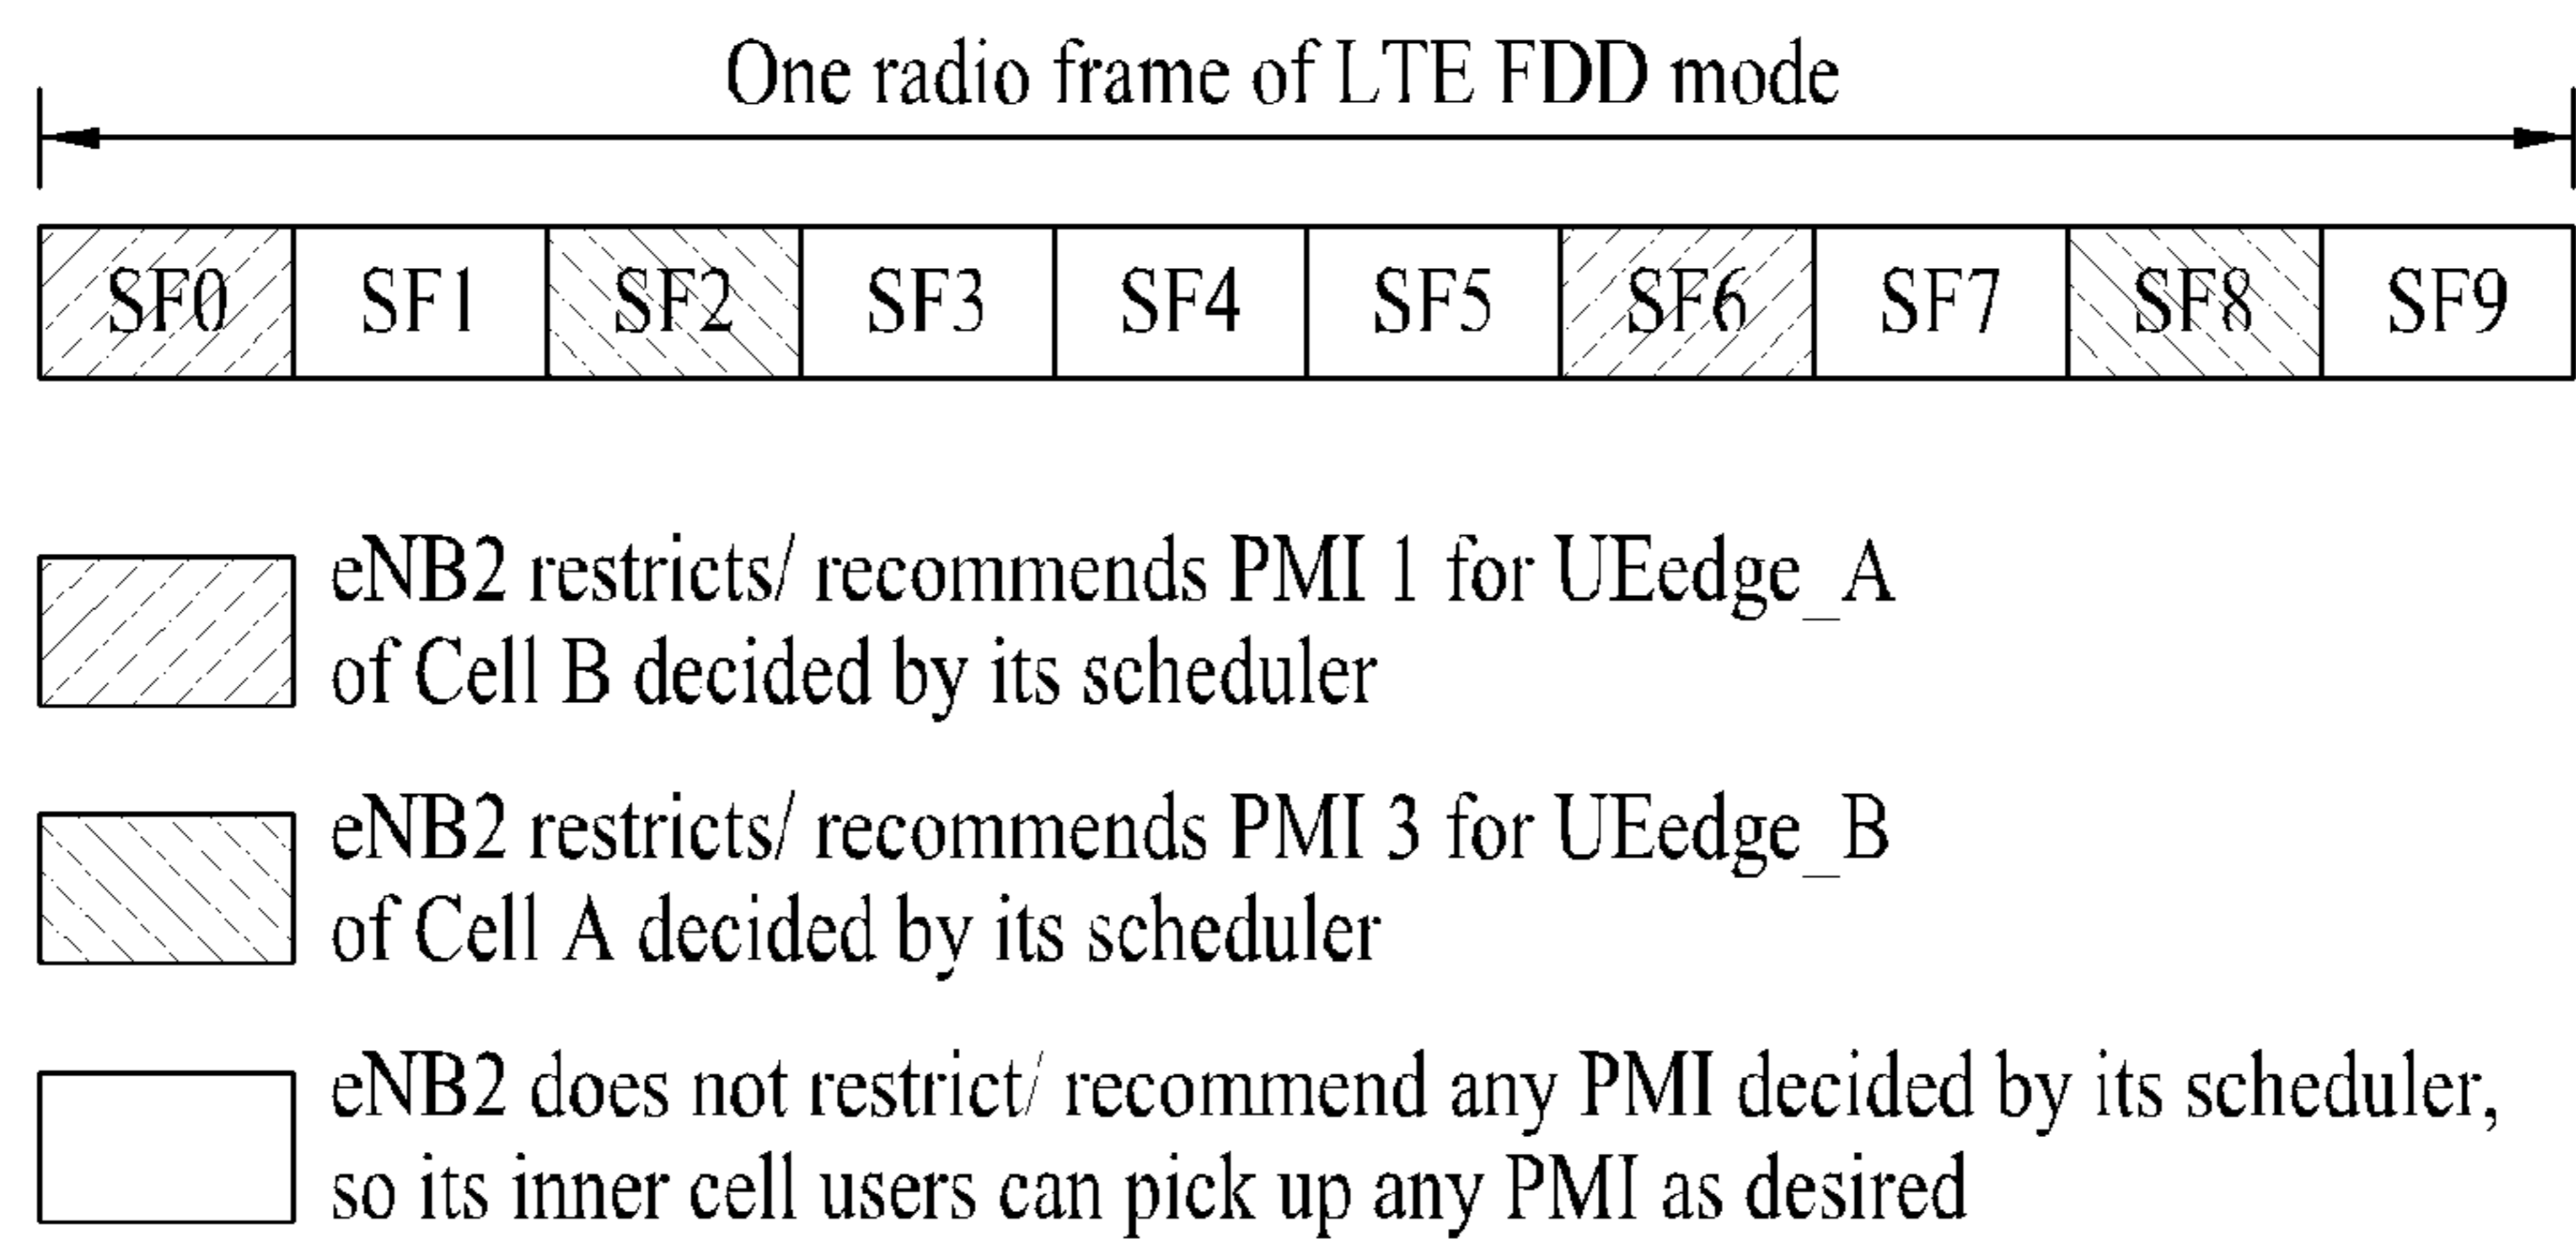 One radio frame of LTE FDD mode
SF0 SF1 SF2 SF3 SF4 SF5 SF6 SF7 SF8 SF9
eNB2 restricts/ recommends PMI 1 for UEedge_A
of Cell B decided by its scheduler
eNB2 restricts/ recommends PMI 3 for UEedge_B
of Cell A decided by its scheduler
eNB2 does not restrict/ recommend any PMI decided by its scheduler,
so its inner cell users can pick up any PMI as desired